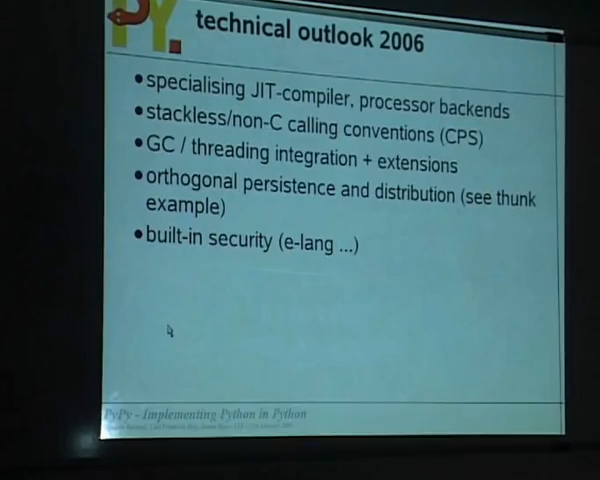 PY.
technical outlook 2006
•specialising JIT-compiler, processor backends
•stackless/non-C calling conventions (CPS)
•GC / threading integration + extensions
•orthogonal persistence and distribution (see thunk
example)
•built-in security (e-lang ...)
PyPy - Implementing Python in Python